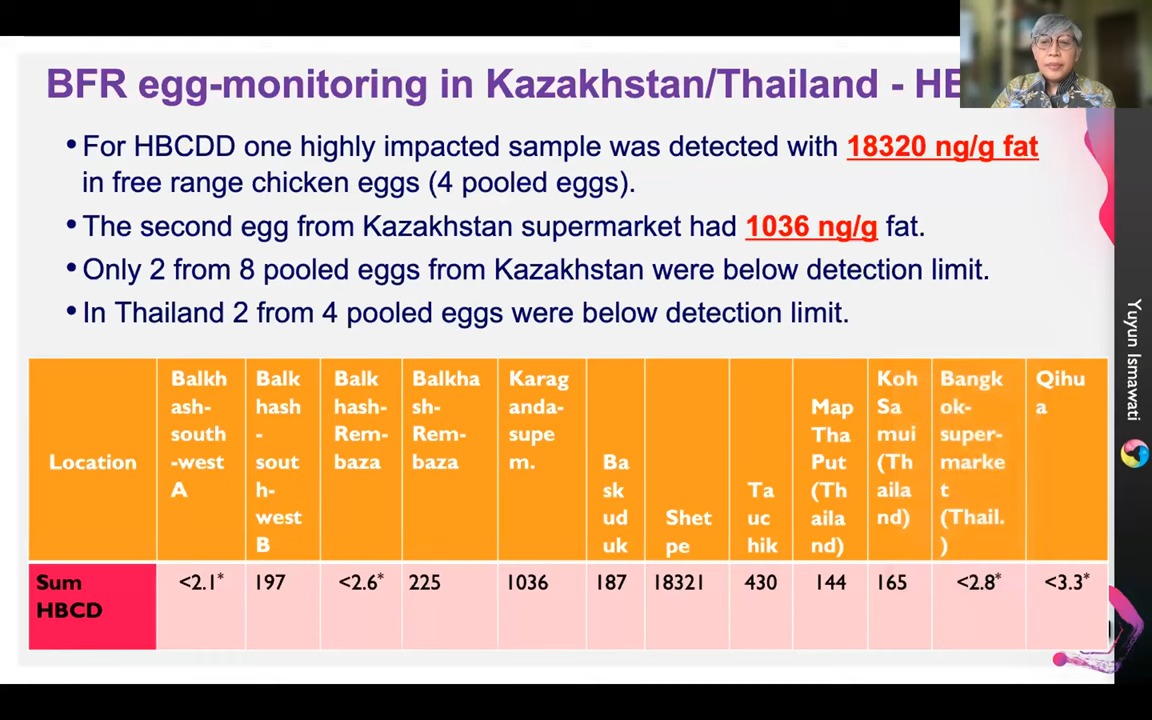 BFR egg-monitoring in Kazakhstan/Thailand - HB
• For HBCDD one highly impacted sample was detected with 18320 ng/g fat
in free range chicken eggs (4 pooled eggs).
• The second egg from Kazakhstan supermarket had 1036 ng/g fat.
• Only 2 from 8 pooled eggs from Kazakhstan were below detection limit.
• In Thailand 2 from 4 pooled eggs were below detection limit.
Location
Balkh
ash-
south
-west
A
Balk
hash
-
sout
h-
west
B
Balk
hash-
Rem-
baza
Balkha
sh-
Rem-
baza
Karag
anda-
supe
m.
Ba
sk
ud
uk
Shet
pe
Ta
uc
hik
Map
Tha
Put
(Th
aila
nd)
Koh
Sa
mui
(Th
aila
nd)
Bangk
ok-
super-
marke
t
(Thail.
)
Qihu
a
Sum
HBCD
<2.1* 197 <2.6* 225 1036 187 18321 430 144 165 <2.8* <3.3*
Yuyun Ismawati